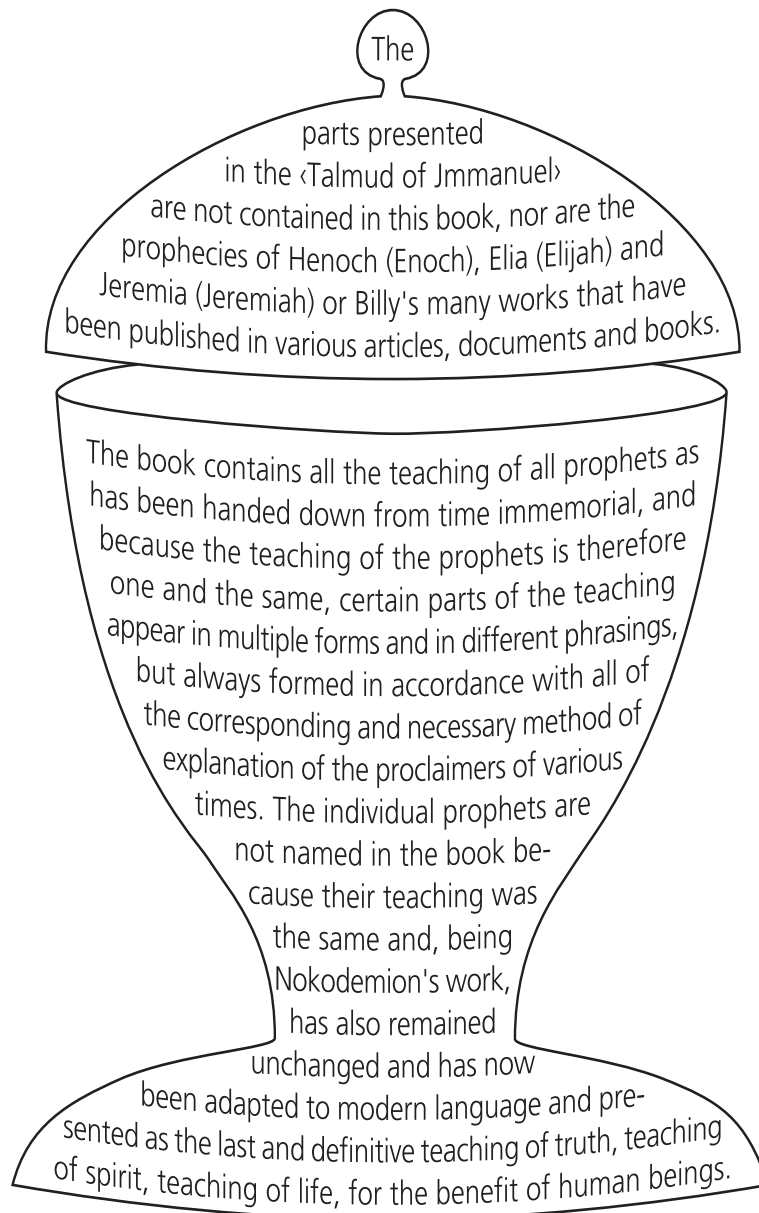 The
parts presented
in the ‹Talmud of Jmmanuel›
are not contained in this book, nor are the
prophecies of Henoch (Enoch), Elia (Elijah) and
Jeremia (Jeremiah) or Billy's many works that have
been published in various articles, documents and books.
The book contains all the teaching of all prophets as
has been handed down from time immemorial, and
because the teaching of the prophets is therefore
one and the same, certain parts of the teaching
appear in multiple forms and in different phrasings,
but always formed in accordance with all of
the corresponding and necessary method of
explanation of the proclaimers of various
times. The individual prophets are
not named in the book be-
cause their teaching was
the same and, being
Nokodemion's work,
has also remained
unchanged and has now
been adapted to modern language and pre-
sented as the last and definitive teaching of truth, teaching
of spirit, teaching of life, for the benefit of human beings.